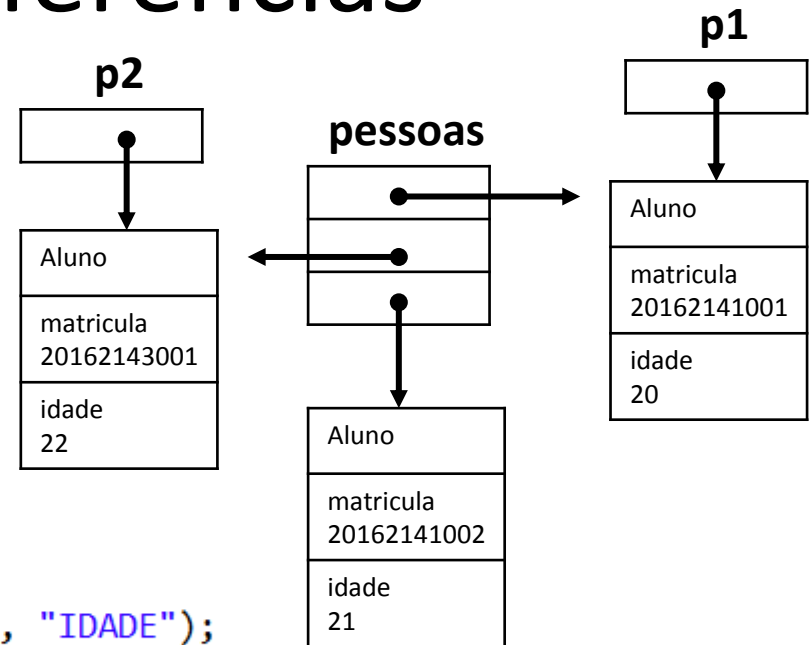 p1
p2
pessoas
Aluno
matricula
20162143001
idade
22
Aluno
matricula
20162141002
idade
21
Aluno
matricula
20162141001
idade
20
, "IDADE");